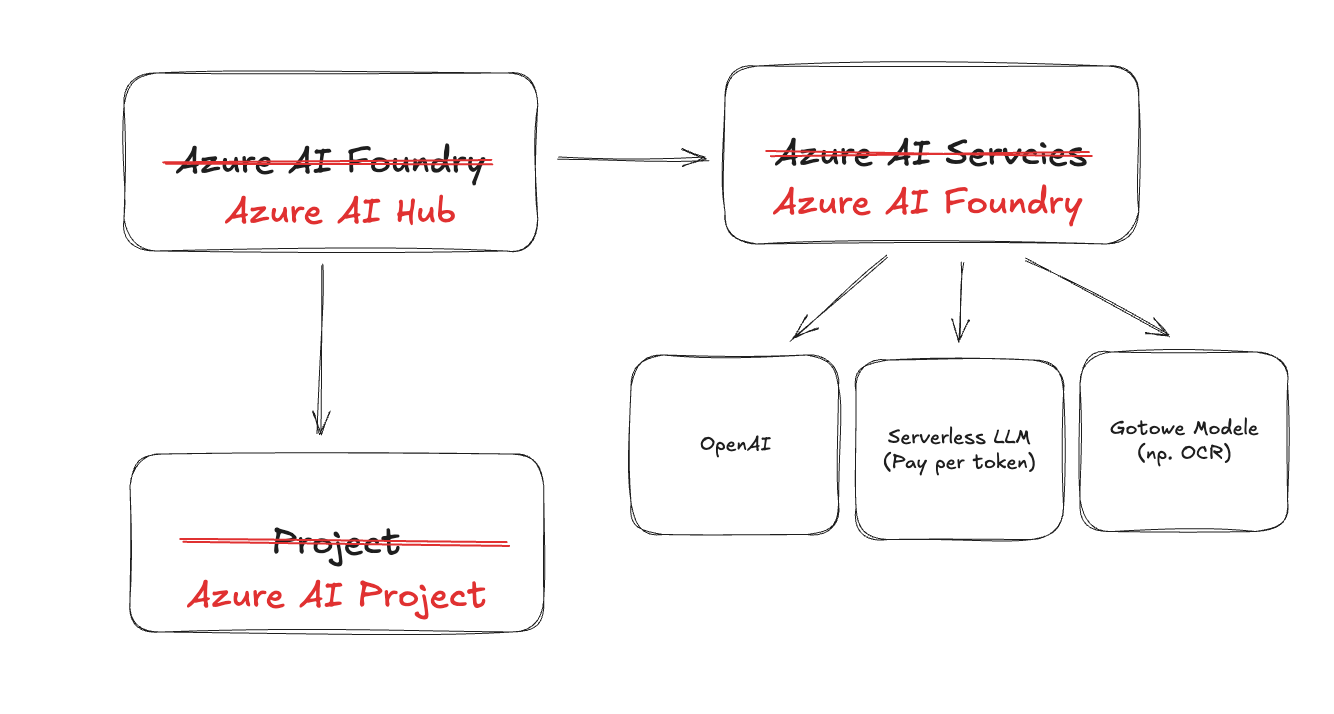 Azure AI Foundry
Azure AI Hub
Azure AI Serveies
Azure AI Foundry
OpenAI
Serverless LLM
(Pay per token)
Gotowe Modele
(np. OCR)
Project
Azure AI Project